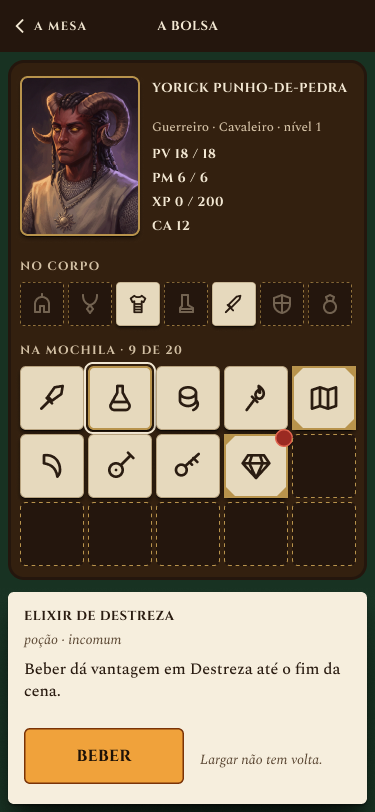 A MESA
A BOLSA
YORICK PUNHO-DE-PEDRA
Guerreiro · Cavaleiro · nível 1
PV 18 / 18
PM 6 / 6
XP 0 / 200
CA 12
NO CORPO
NA MOCHILA · 9 DE 20
ELIXIR DE DESTREZA
poção · incomum
Beber dá vantagem em Destreza até o fim da
cena.
BEBER
Largar não tem volta.